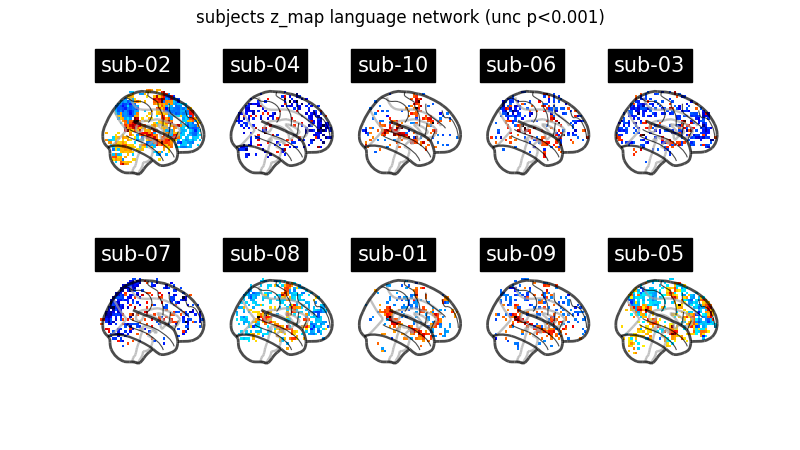 subjects z_map language network (unc p<0.001)
sub-02
sub-04
sub-10
sub-06
sub-03
sub-07
sub-08
sub-01
sub-09
sub-05